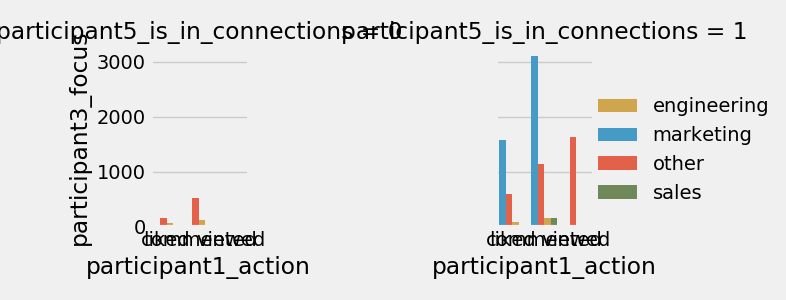 participant5_is_in_connections = 0
participant5_is_in_connections = 1
participant3_focus
3000
2000
1000
0
participant1_action
participant1_action
engineering
marketing
other
sales